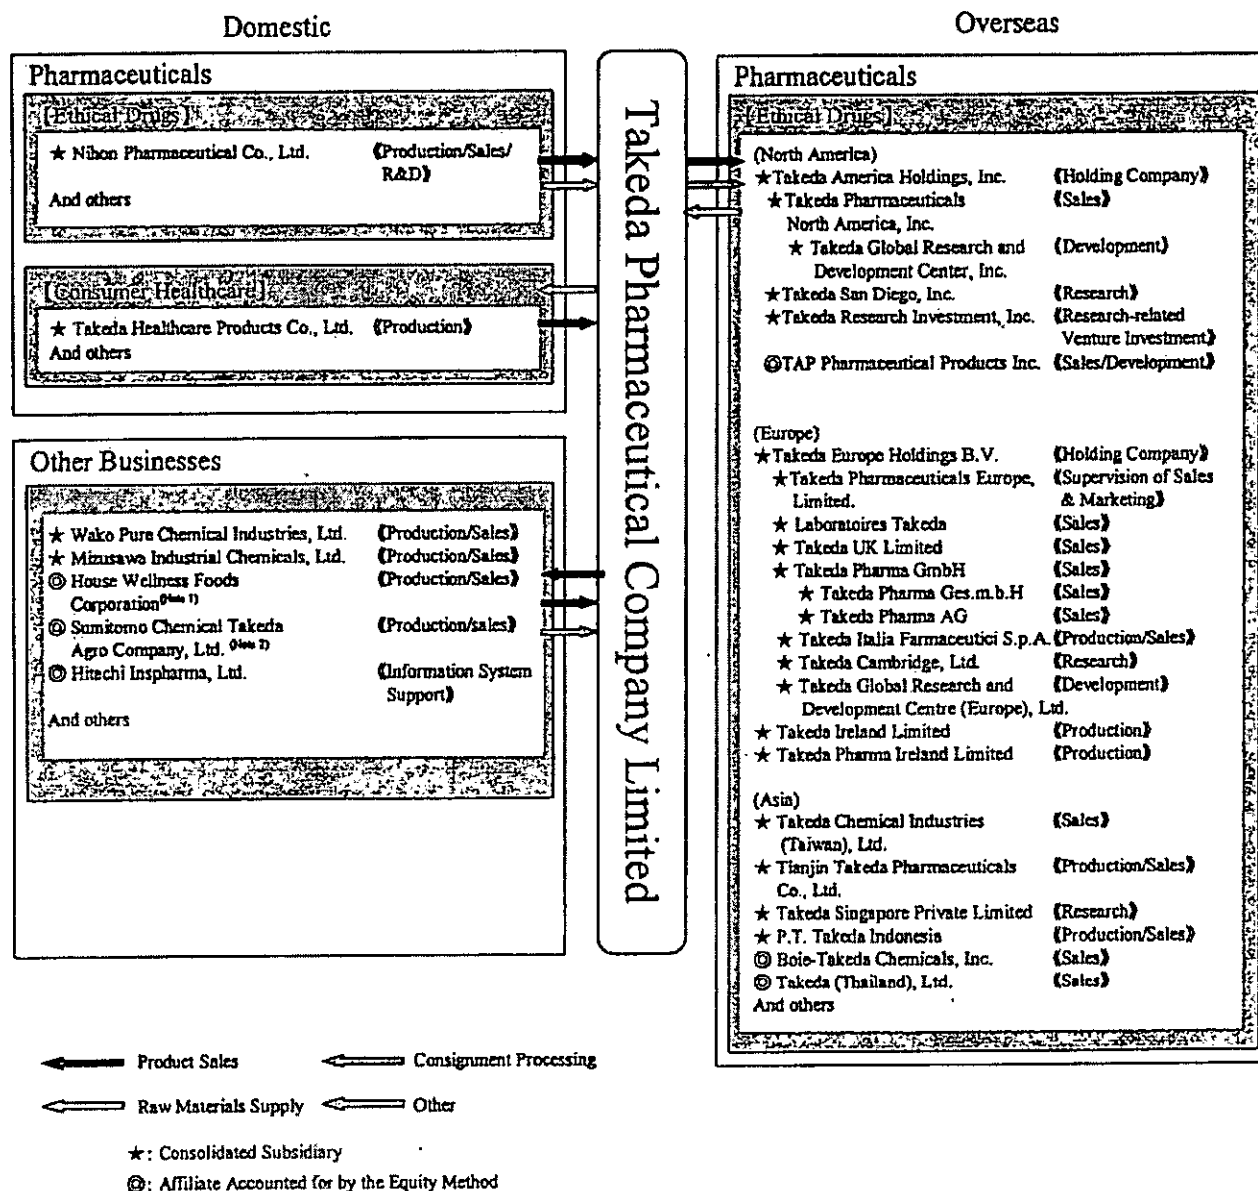 Domestic
Pharmaceuticals
[Ethical Drugs]
★ Nihon Pharmaceutical Co., Ltd. 《Production/Sales/
R&D》
And others
[Consumer Healthcare]
★ Takeda Healthcare Products Co., Ltd. 《Production》
And others
Other Businesses
★ Wako Pure Chemical Industries, Ltd. 《Production/Sales》
★ Mizusawa Industrial Chemicals, Ltd. 《Production/Sales》
◎ House Wellness Foods 《Production/Sales》
Corporation(Note 1)
◎ Sumitomo Chemical Takeda 《Production/sales》
Agro Company, Ltd. (Note 2)
◎ Hitachi Inspharma, Ltd. 《Information System
Support》
And others
Takeda Pharmaceutical Company Limited
Overseas
Pharmaceuticals
[Ethical Drugs]
(North America)
★Takeda America Holdings, Inc. 《Holding Company》
★Takeda Pharmaceuticals 《Sales》
North America, Inc.
★ Takeda Global Research and 《Development》
Development Center, Inc.
★Takeda San Diego, Inc. 《Research》
★Takeda Research Investment, Inc. 《Research-related
Venture Investment》
◎TAP Pharmaceutical Products Inc. 《Sales/Development》
(Europe)
★Takeda Europe Holdings B.V. 《Holding Company》
★Takeda Pharmaceuticals Europe, 《Supervision of Sales
Limited. & Marketing》
★ Laboratoires Takeda 《Sales》
★ Takeda UK Limited 《Sales》
★ Takeda Pharma GmbH 《Sales》
★ Takeda Pharma Ges.m.b.H 《Sales》
★ Takeda Pharma AG 《Sales》
★ Takeda Italia Farmaceutici S.p.A. 《Production/Sales》
★ Takeda Cambridge, Ltd. 《Research》
★ Takeda Global Research and 《Development》
Development Centre (Europe), Ltd.
★ Takeda Ireland Limited 《Production》
★ Takeda Pharma Ireland Limited 《Production》
(Asia)
★ Takeda Chemical Industries 《Sales》
(Taiwan), Ltd.
★ Tianjin Takeda Pharmaceuticals 《Production/Sales》
Co., Ltd.
★ Takeda Singapore Private Limited 《Research》
★ P.T. Takeda Indonesia 《Production/Sales》
◎ Boie-Takeda Chemicals, Inc. 《Sales》
◎ Takeda (Thailand), Ltd. 《Sales》
And others
Product Sales
Consignment Processing
Raw Materials Supply
Other
★: Consolidated Subsidiary
◎: Affiliate Accounted for by the Equity Method